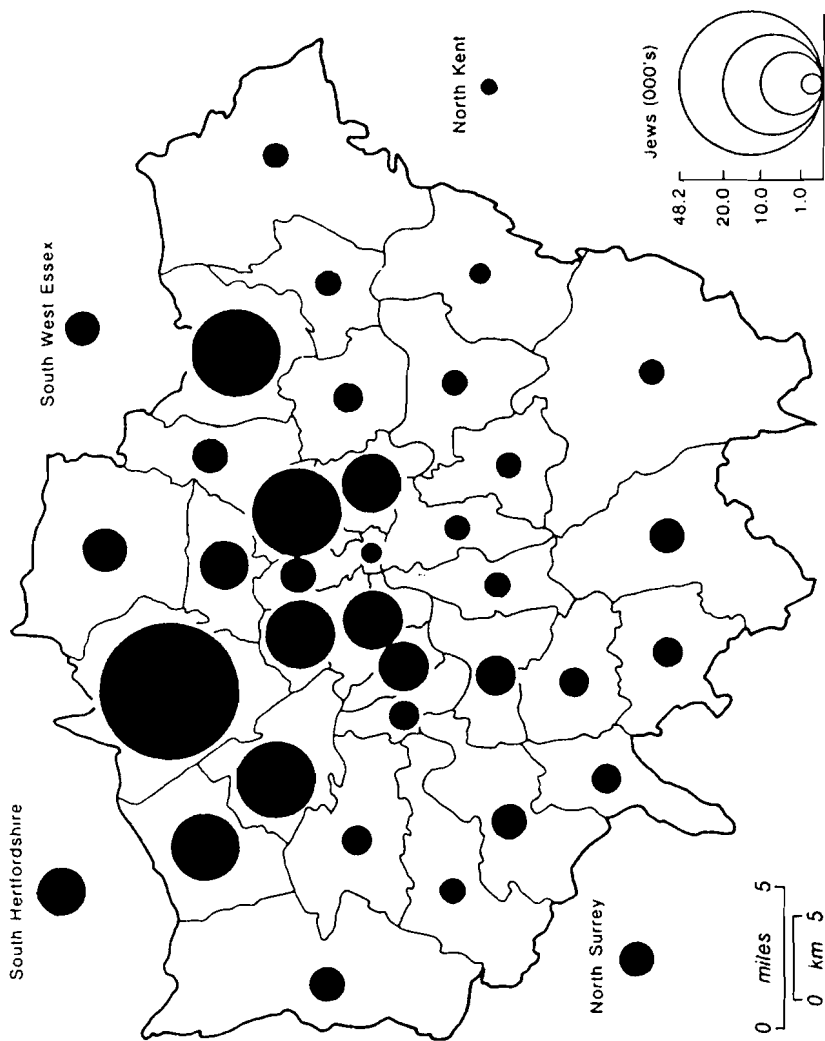 South Hertfordshire
South West Essex
North Kent
North Surrey
Jews (000's)
48.2
20.0
10.0
1.0
0 miles 5
0 km 5